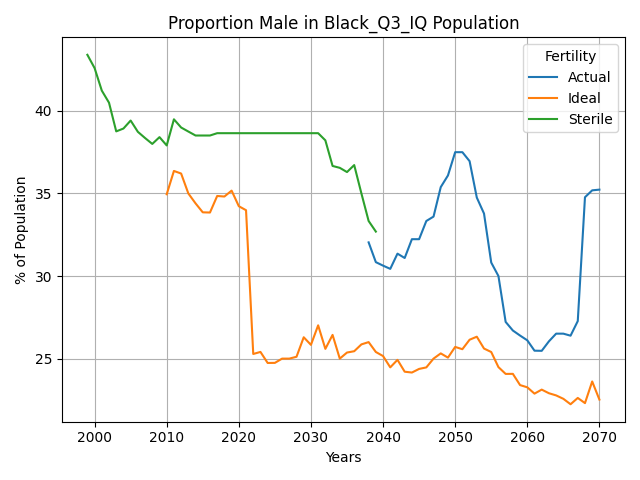 Proportion Male in Black_Q3_IQ Population
Fertility
Actual
Ideal
Sterile
% of Population
40
35
30
25
2000 2010 2020 2030 2040 2050 2060 2070
Years